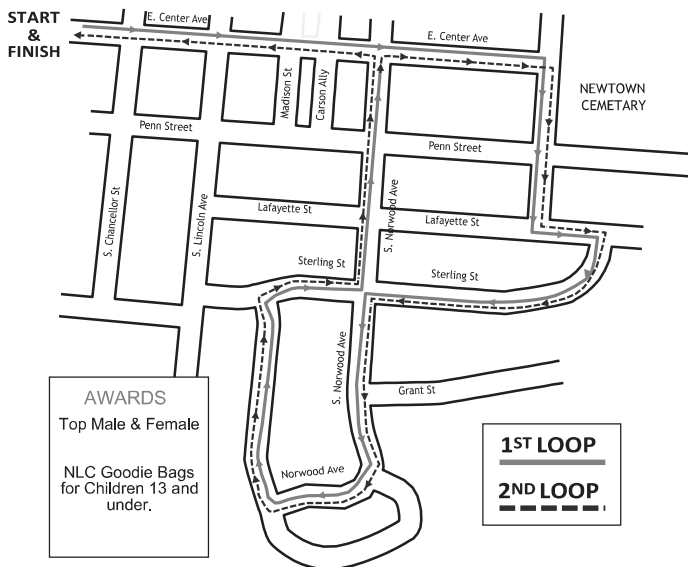 START
&
FINISH
E. Center Ave
E. Center Ave
NEWTOWN
CEMETARY
Madison St
Carson Ally
Penn Street
Penn Street
S. Chancellor St
S. Lincoln Ave
Lafayette St
S. Norwood Ave
Lafayette St
Sterling St
Sterling St
S. Norwood Ave
Grant St
Norwood Ave
AWARDS
Top Male & Female
NLC Goodie Bags
for Children 13 and
under.
1ST LOOP
2ND LOOP